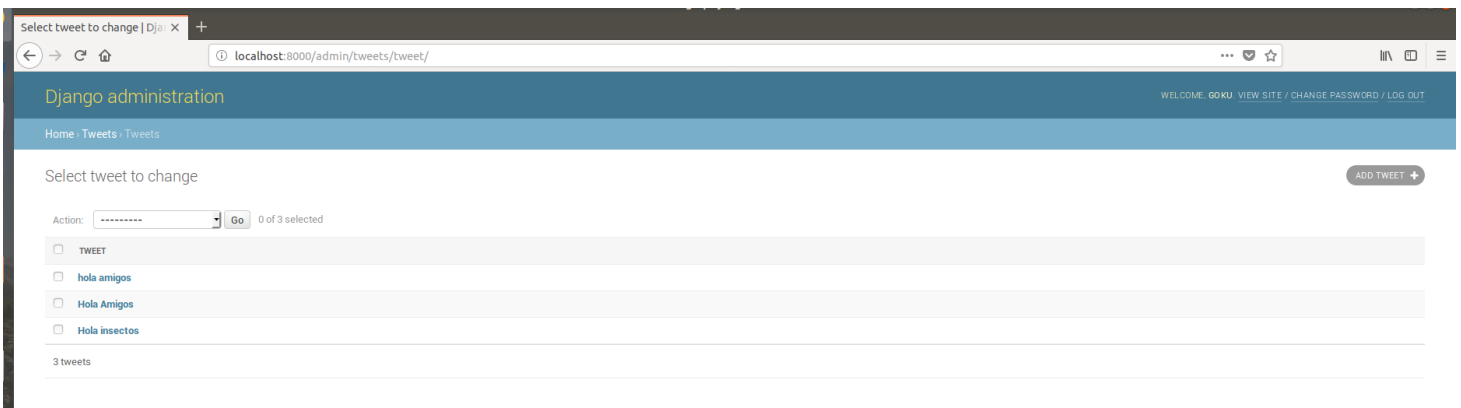 Select tweet to change | Dja
localhost:8000/admin/tweets/tweet/
Django administration
WELCOME, GOKU. VIEW SITE / CHANGE PASSWORD / LOG OUT
Home › Tweets › Tweets
Select tweet to change
ADD TWEET +
Action: --------- Go 0 of 3 selected
TWEET
hola amigos
Hola Amigos
Hola insectos
3 tweets